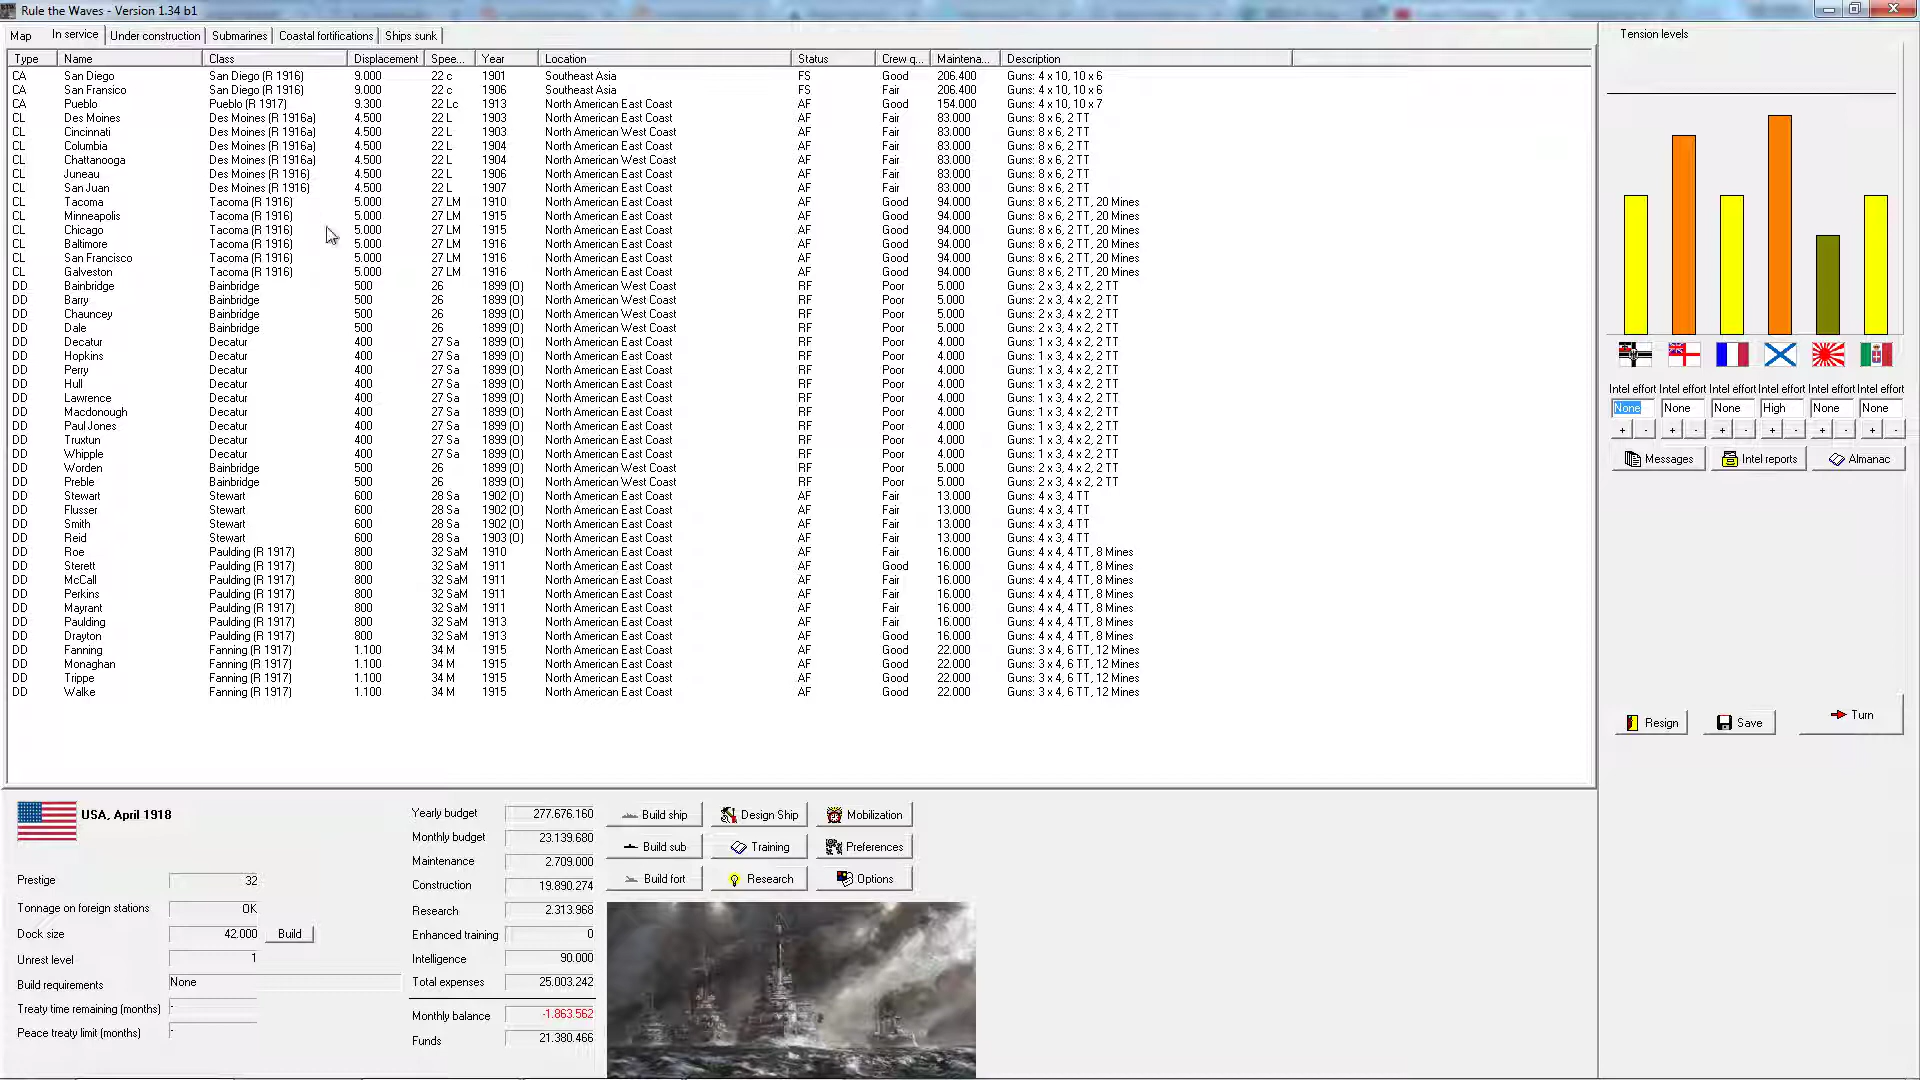 Rule the Waves - Version 1.34 b1
Map In service Under construction Submarines Coastal fortifications Ships sunk
Type Name Class Displacement Spee... Year Location Status Crew q... Maintena... Description
CA San Diego San Diego (R 1916) 9.000 22 c 1901 Southeast Asia FS Good 206.400 Guns: 4 x 10, 10 x 6
CA San Fransico San Diego (R 1916) 9.000 22 c 1906 Southeast Asia FS Fair 206.400 Guns: 4 x 10, 10 x 6
CA Pueblo Pueblo (R 1917) 9.300 22 Lc 1913 North American East Coast AF Good 154.000 Guns: 4 x 10, 10 x 7
CL Des Moines Des Moines (R 1916a) 4.500 22 L 1903 North American East Coast AF Fair 83.000 Guns: 8 x 6, 2 TT
CL Cincinnati Des Moines (R 1916a) 4.500 22 L 1903 North American West Coast AF Fair 83.000 Guns: 8 x 6, 2 TT
CL Columbia Des Moines (R 1916a) 4.500 22 L 1904 North American East Coast AF Fair 83.000 Guns: 8 x 6, 2 TT
CL Chattanooga Des Moines (R 1916a) 4.500 22 L 1904 North American West Coast AF Fair 83.000 Guns: 8 x 6, 2 TT
CL Juneau Des Moines (R 1916) 4.500 22 L 1906 North American East Coast AF Fair 83.000 Guns: 8 x 6, 2 TT
CL San Juan Des Moines (R 1916) 4.500 22 L 1907 North American East Coast AF Fair 83.000 Guns: 8 x 6, 2 TT
CL Tacoma Tacoma (R 1916) 5.000 27 LM 1910 North American East Coast AF Good 94.000 Guns: 8 x 6, 2 TT, 20 Mines
CL Minneapolis Tacoma (R 1916) 5.000 27 LM 1915 North American East Coast AF Good 94.000 Guns: 8 x 6, 2 TT, 20 Mines
CL Chicago Tacoma (R 1916) 5.000 27 LM 1915 North American East Coast AF Good 94.000 Guns: 8 x 6, 2 TT, 20 Mines
CL Baltimore Tacoma (R 1916) 5.000 27 LM 1916 North American East Coast AF Good 94.000 Guns: 8 x 6, 2 TT, 20 Mines
CL San Francisco Tacoma (R 1916) 5.000 27 LM 1916 North American East Coast AF Good 94.000 Guns: 8 x 6, 2 TT, 20 Mines
CL Galveston Tacoma (R 1916) 5.000 27 LM 1916 North American East Coast AF Good 94.000 Guns: 8 x 6, 2 TT, 20 Mines
DD Bainbridge Bainbridge 500 26 1899 (O) North American West Coast RF Poor 5.000 Guns: 2 x 3, 4 x 2, 2 TT
DD Barry Bainbridge 500 26 1899 (O) North American West Coast RF Poor 5.000 Guns: 2 x 3, 4 x 2, 2 TT
DD Chauncey Bainbridge 500 26 1899 (O) North American West Coast RF Poor 5.000 Guns: 2 x 3, 4 x 2, 2 TT
DD Dale Bainbridge 500 26 1899 (O) North American West Coast RF Poor 5.000 Guns: 2 x 3, 4 x 2, 2 TT
DD Decatur Decatur 400 27 Sa 1899 (O) North American East Coast RF Poor 4.000 Guns: 1 x 3, 4 x 2, 2 TT
DD Hopkins Decatur 400 27 Sa 1899 (O) North American East Coast RF Poor 4.000 Guns: 1 x 3, 4 x 2, 2 TT
DD Perry Decatur 400 27 Sa 1899 (O) North American East Coast RF Poor 4.000 Guns: 1 x 3, 4 x 2, 2 TT
DD Hull Decatur 400 27 Sa 1899 (O) North American East Coast RF Poor 4.000 Guns: 1 x 3, 4 x 2, 2 TT
DD Lawrence Decatur 400 27 Sa 1899 (O) North American East Coast RF Poor 4.000 Guns: 1 x 3, 4 x 2, 2 TT
DD Macdonough Decatur 400 27 Sa 1899 (O) North American East Coast RF Poor 4.000 Guns: 1 x 3, 4 x 2, 2 TT
DD Paul Jones Decatur 400 27 Sa 1899 (O) North American East Coast RF Poor 4.000 Guns: 1 x 3, 4 x 2, 2 TT
DD Truxtun Decatur 400 27 Sa 1899 (O) North American East Coast RF Poor 4.000 Guns: 1 x 3, 4 x 2, 2 TT
DD Whipple Decatur 400 27 Sa 1899 (O) North American East Coast RF Poor 4.000 Guns: 1 x 3, 4 x 2, 2 TT
DD Worden Bainbridge 500 26 1899 (O) North American West Coast RF Poor 5.000 Guns: 2 x 3, 4 x 2, 2 TT
DD Preble Bainbridge 500 26 1899 (O) North American West Coast RF Poor 5.000 Guns: 2 x 3, 4 x 2, 2 TT
DD Stewart Stewart 600 28 Sa 1902 (O) North American East Coast AF Fair 13.000 Guns: 4 x 3, 4 TT
DD Flusser Stewart 600 28 Sa 1902 (O) North American East Coast AF Fair 13.000 Guns: 4 x 3, 4 TT
DD Smith Stewart 600 28 Sa 1902 (O) North American East Coast AF Fair 13.000 Guns: 4 x 3, 4 TT
DD Reid Stewart 600 28 Sa 1903 (O) North American East Coast AF Fair 13.000 Guns: 4 x 3, 4 TT
DD Roe Paulding (R 1917) 800 32 SaM 1910 North American East Coast AF Fair 16.000 Guns: 4 x 4, 4 TT, 8 Mines
DD Sterett Paulding (R 1917) 800 32 SaM 1911 North American East Coast AF Good 16.000 Guns: 4 x 4, 4 TT, 8 Mines
DD McCall Paulding (R 1917) 800 32 SaM 1911 North American East Coast AF Fair 16.000 Guns: 4 x 4, 4 TT, 8 Mines
DD Perkins Paulding (R 1917) 800 32 SaM 1911 North American East Coast AF Fair 16.000 Guns: 4 x 4, 4 TT, 8 Mines
DD Mayrant Paulding (R 1917) 800 32 SaM 1911 North American East Coast AF Fair 16.000 Guns: 4 x 4, 4 TT, 8 Mines
DD Paulding Paulding (R 1917) 800 32 SaM 1913 North American East Coast AF Fair 16.000 Guns: 4 x 4, 4 TT, 8 Mines
DD Drayton Paulding (R 1917) 800 32 SaM 1913 North American East Coast AF Good 16.000 Guns: 4 x 4, 4 TT, 8 Mines
DD Fanning Fanning (R 1917) 1.100 34 M 1915 North American East Coast AF Good 22.000 Guns: 3 x 4, 6 TT, 12 Mines
DD Monaghan Fanning (R 1917) 1.100 34 M 1915 North American East Coast AF Good 22.000 Guns: 3 x 4, 6 TT, 12 Mines
DD Trippe Fanning (R 1917) 1.100 34 M 1915 North American East Coast AF Good 22.000 Guns: 3 x 4, 6 TT, 12 Mines
DD Walke Fanning (R 1917) 1.100 34 M 1915 North American East Coast AF Good 22.000 Guns: 3 x 4, 6 TT, 12 Mines
Tension levels
Intel effort Intel effort Intel effort Intel effort Intel effort Intel effort
None None None High None None
+ - + - + - + - + - + -
Messages Intel reports Almanac
Resign Save Turn
USA, April 1918
Prestige 32
Tonnage on foreign stations OK
Dock size 42.000 Build
Unrest level 1
Build requirements None
Treaty time remaining (months) -
Peace treaty limit (months) -
Yearly budget 277.676.160
Monthly budget 23.139.680
Maintenance 2.709.000
Construction 19.890.274
Research 2.313.968
Enhanced training 0
Intelligence 90.000
Total expenses 25.003.242
Monthly balance -1.863.562
Funds 21.380.466
Build ship Design Ship Mobilization
Build sub Training Preferences
Build fort Research Options